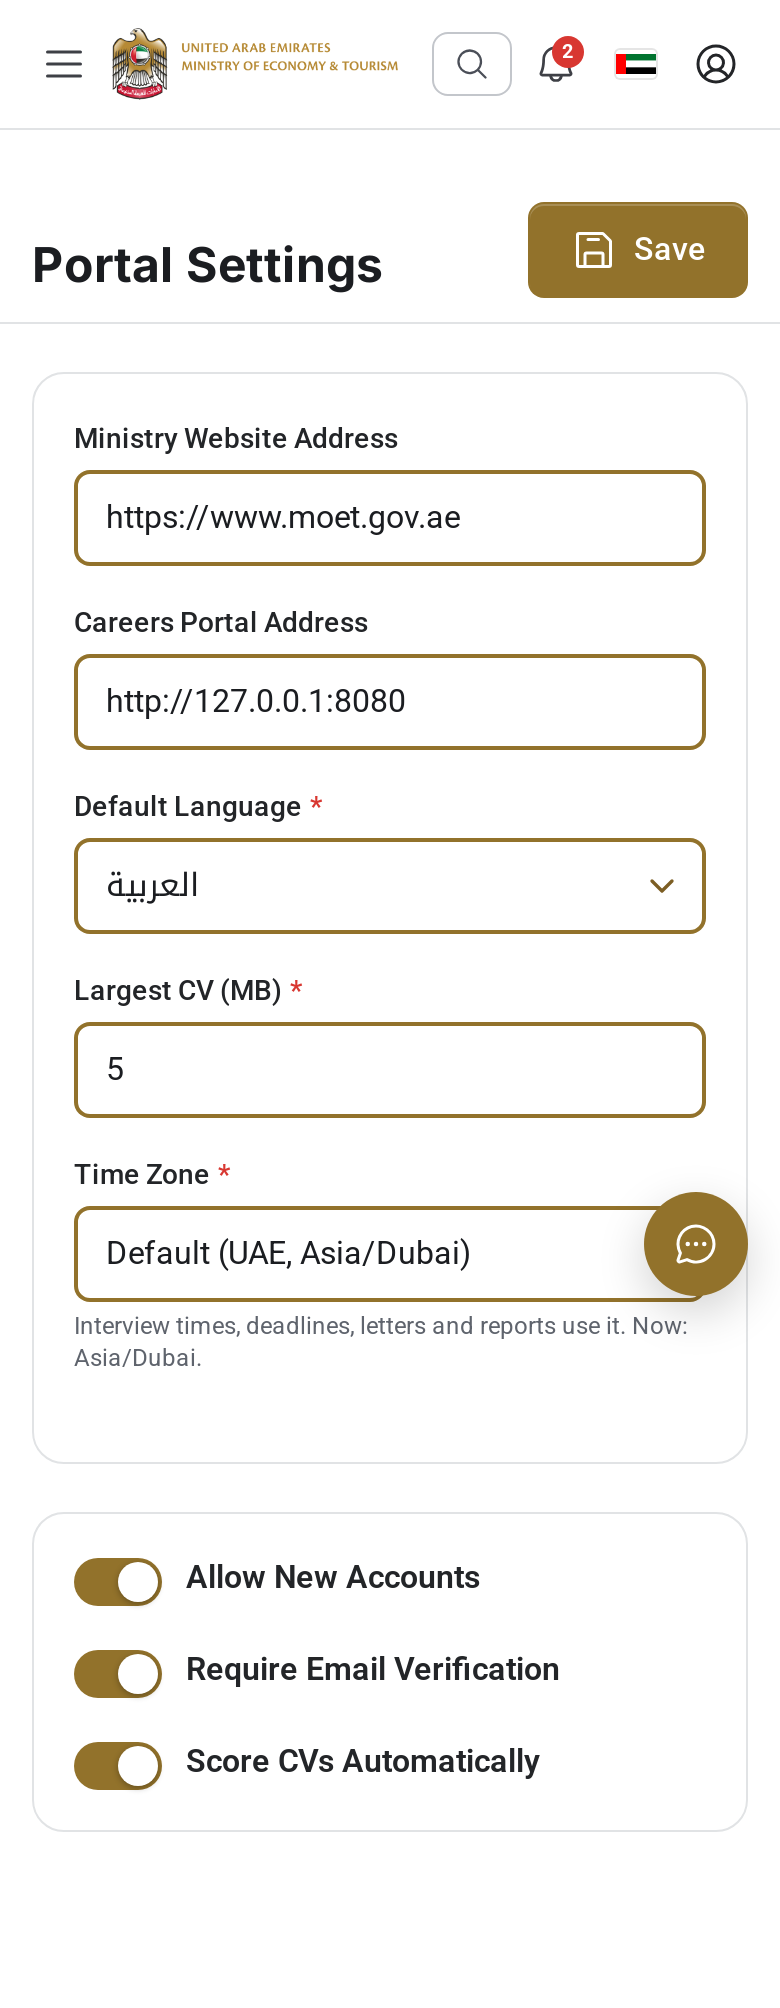 UNITED ARAB EMIRATES
MINISTRY OF ECONOMY & TOURISM
2
Portal Settings
Save
Ministry Website Address
https://www.moet.gov.ae
Careers Portal Address
http://127.0.0.1:8080
Default Language *
العربية
Largest CV (MB) *
5
Time Zone *
Default (UAE, Asia/Dubai)
Interview times, deadlines, letters and reports use it. Now:
Asia/Dubai.
Allow New Accounts
Require Email Verification
Score CVs Automatically